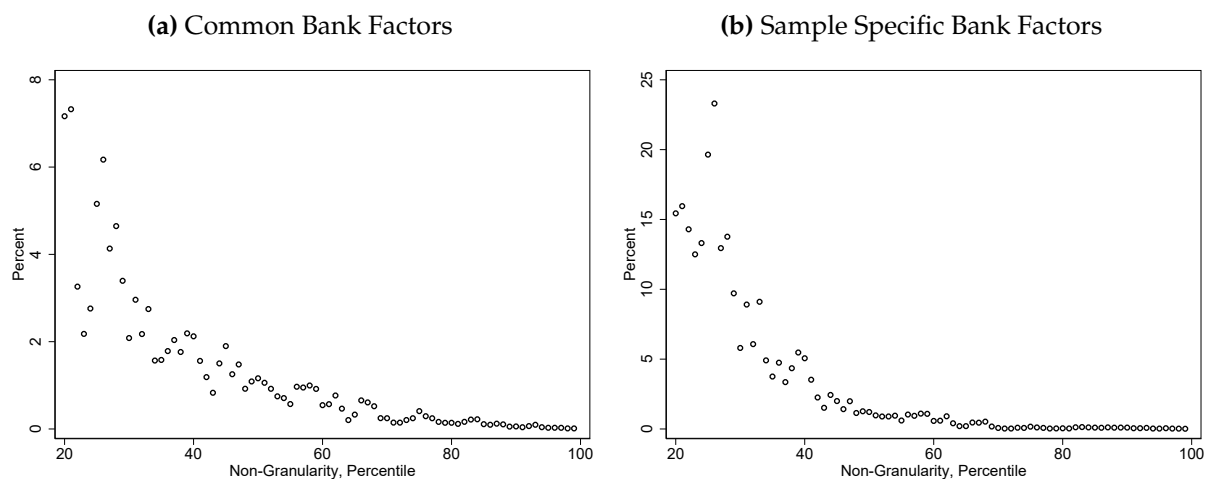 (a) Common Bank Factors
8
6
4
2
0
Percent
20 40 60 80 100
Non-Granularity, Percentile
(b) Sample Specific Bank Factors
25
20
15
10
5
0
Percent
20 40 60 80 100
Non-Granularity, Percentile